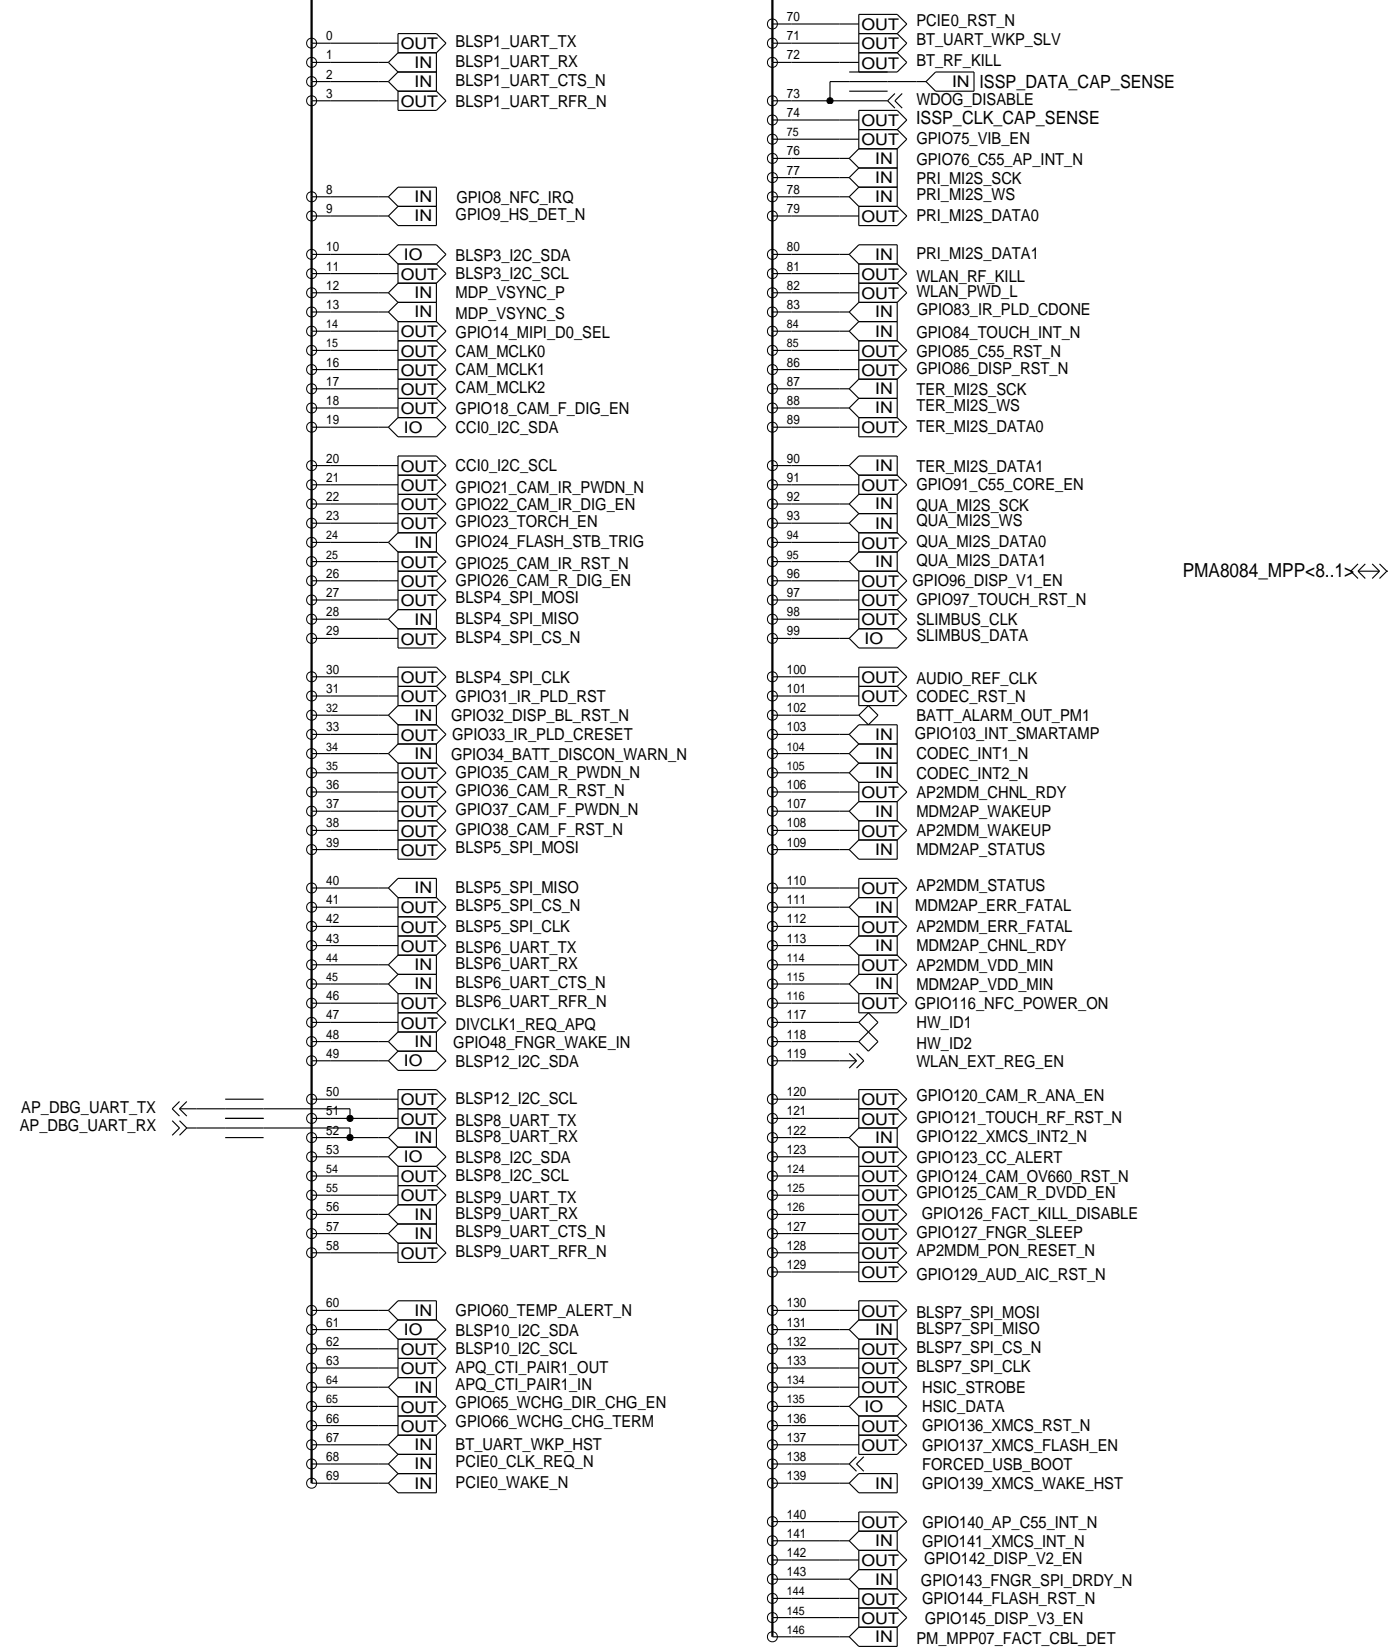 0 OUT BLSP1_UART_TX
1 IN BLSP1_UART_RX
2 IN BLSP1_UART_CTS_N
3 OUT BLSP1_UART_RFR_N
8 IN GPIO8_NFC_IRQ
9 IN GPIO9_HS_DET_N
10 IO BLSP3_I2C_SDA
11 OUT BLSP3_I2C_SCL
12 IN MDP_VSYNC_P
13 IN MDP_VSYNC_S
14 OUT GPIO14_MIPI_D0_SEL
15 OUT CAM_MCLK0
16 OUT CAM_MCLK1
17 OUT CAM_MCLK2
18 OUT GPIO18_CAM_F_DIG_EN
19 IO CCI0_I2C_SDA
20 OUT CCI0_I2C_SCL
21 OUT GPIO21_CAM_IR_PWDN_N
22 OUT GPIO22_CAM_IR_DIG_EN
23 OUT GPIO23_TORCH_EN
24 IN GPIO24_FLASH_STB_TRIG
25 OUT GPIO25_CAM_IR_RST_N
26 OUT GPIO26_CAM_R_DIG_EN
27 OUT BLSP4_SPI_MOSI
28 IN BLSP4_SPI_MISO
29 OUT BLSP4_SPI_CS_N
30 OUT BLSP4_SPI_CLK
31 OUT GPIO31_IR_PLD_RST
32 IN GPIO32_DISP_BL_RST_N
33 OUT GPIO33_IR_PLD_CRESET
34 IN GPIO34_BATT_DISCON_WARN_N
35 OUT GPIO35_CAM_R_PWDN_N
36 OUT GPIO36_CAM_R_RST_N
37 OUT GPIO37_CAM_F_PWDN_N
38 OUT GPIO38_CAM_F_RST_N
39 OUT BLSP5_SPI_MOSI
40 IN BLSP5_SPI_MISO
41 OUT BLSP5_SPI_CS_N
42 OUT BLSP5_SPI_CLK
43 OUT BLSP6_UART_TX
44 IN BLSP6_UART_RX
45 IN BLSP6_UART_CTS_N
46 OUT BLSP6_UART_RFR_N
47 OUT DIVCLK1_REQ_APQ
48 IN GPIO48_FNGR_WAKE_IN
49 IO BLSP12_I2C_SDA
50 OUT BLSP12_I2C_SCL
AP_DBG_UART_TX 51 OUT BLSP8_UART_TX
AP_DBG_UART_RX 52 IN BLSP8_UART_RX
53 IO BLSP8_I2C_SDA
54 OUT BLSP8_I2C_SCL
55 OUT BLSP9_UART_TX
56 IN BLSP9_UART_RX
57 IN BLSP9_UART_CTS_N
58 OUT BLSP9_UART_RFR_N
60 IN GPIO60_TEMP_ALERT_N
61 IO BLSP10_I2C_SDA
62 OUT BLSP10_I2C_SCL
63 OUT APQ_CTI_PAIR1_OUT
64 IN APQ_CTI_PAIR1_IN
65 OUT GPIO65_WCHG_DIR_CHG_EN
66 OUT GPIO66_WCHG_CHG_TERM
67 IN BT_UART_WKP_HST
68 IN PCIE0_CLK_REQ_N
69 IN PCIE0_WAKE_N
70 OUT PCIE0_RST_N
71 OUT BT_UART_WKP_SLV
72 OUT BT_RF_KILL
IN ISSP_DATA_CAP_SENSE
73 WDOG_DISABLE
74 OUT ISSP_CLK_CAP_SENSE
75 OUT GPIO75_VIB_EN
76 IN GPIO76_C55_AP_INT_N
77 IN PRI_MI2S_SCK
78 IN PRI_MI2S_WS
79 OUT PRI_MI2S_DATA0
80 IN PRI_MI2S_DATA1
81 OUT WLAN_RF_KILL
82 OUT WLAN_PWD_L
83 IN GPIO83_IR_PLD_CDONE
84 IN GPIO84_TOUCH_INT_N
85 OUT GPIO85_C55_RST_N
86 OUT GPIO86_DISP_RST_N
87 IN TER_MI2S_SCK
88 IN TER_MI2S_WS
89 OUT TER_MI2S_DATA0
90 IN TER_MI2S_DATA1
91 OUT GPIO91_C55_CORE_EN
92 IN QUA_MI2S_SCK
93 IN QUA_MI2S_WS
94 OUT QUA_MI2S_DATA0
95 IN QUA_MI2S_DATA1
96 OUT GPIO96_DISP_V1_EN
97 OUT GPIO97_TOUCH_RST_N
98 OUT SLIMBUS_CLK
99 IO SLIMBUS_DATA
100 OUT AUDIO_REF_CLK
101 OUT CODEC_RST_N
102 BATT_ALARM_OUT_PM1
103 IN GPIO103_INT_SMARTAMP
104 IN CODEC_INT1_N
105 IN CODEC_INT2_N
106 OUT AP2MDM_CHNL_RDY
107 IN MDM2AP_WAKEUP
108 OUT AP2MDM_WAKEUP
109 IN MDM2AP_STATUS
110 OUT AP2MDM_STATUS
111 IN MDM2AP_ERR_FATAL
112 OUT AP2MDM_ERR_FATAL
113 IN MDM2AP_CHNL_RDY
114 OUT AP2MDM_VDD_MIN
115 IN MDM2AP_VDD_MIN
116 OUT GPIO116_NFC_POWER_ON
117 HW_ID1
118 HW_ID2
119 WLAN_EXT_REG_EN
120 OUT GPIO120_CAM_R_ANA_EN
121 OUT GPIO121_TOUCH_RF_RST_N
122 IN GPIO122_XMCS_INT2_N
123 OUT GPIO123_CC_ALERT
124 OUT GPIO124_CAM_OV660_RST_N
125 OUT GPIO125_CAM_R_DVDD_EN
126 OUT GPIO126_FACT_KILL_DISABLE
127 OUT GPIO127_FNGR_SLEEP
128 OUT AP2MDM_PON_RESET_N
129 OUT GPIO129_AUD_AIC_RST_N
130 OUT BLSP7_SPI_MOSI
131 IN BLSP7_SPI_MISO
132 OUT BLSP7_SPI_CS_N
133 OUT BLSP7_SPI_CLK
134 OUT HSIC_STROBE
135 IO HSIC_DATA
136 OUT GPIO136_XMCS_RST_N
137 OUT GPIO137_XMCS_FLASH_EN
138 FORCED_USB_BOOT
139 IN GPIO139_XMCS_WAKE_HST
140 OUT GPIO140_AP_C55_INT_N
141 IN GPIO141_XMCS_INT_N
142 OUT GPIO142_DISP_V2_EN
143 IN GPIO143_FNGR_SPI_DRDY_N
144 OUT GPIO144_FLASH_RST_N
145 OUT GPIO145_DISP_V3_EN
146 IN PM_MPP07_FACT_CBL_DET
PMA8084_MPP<8..1>